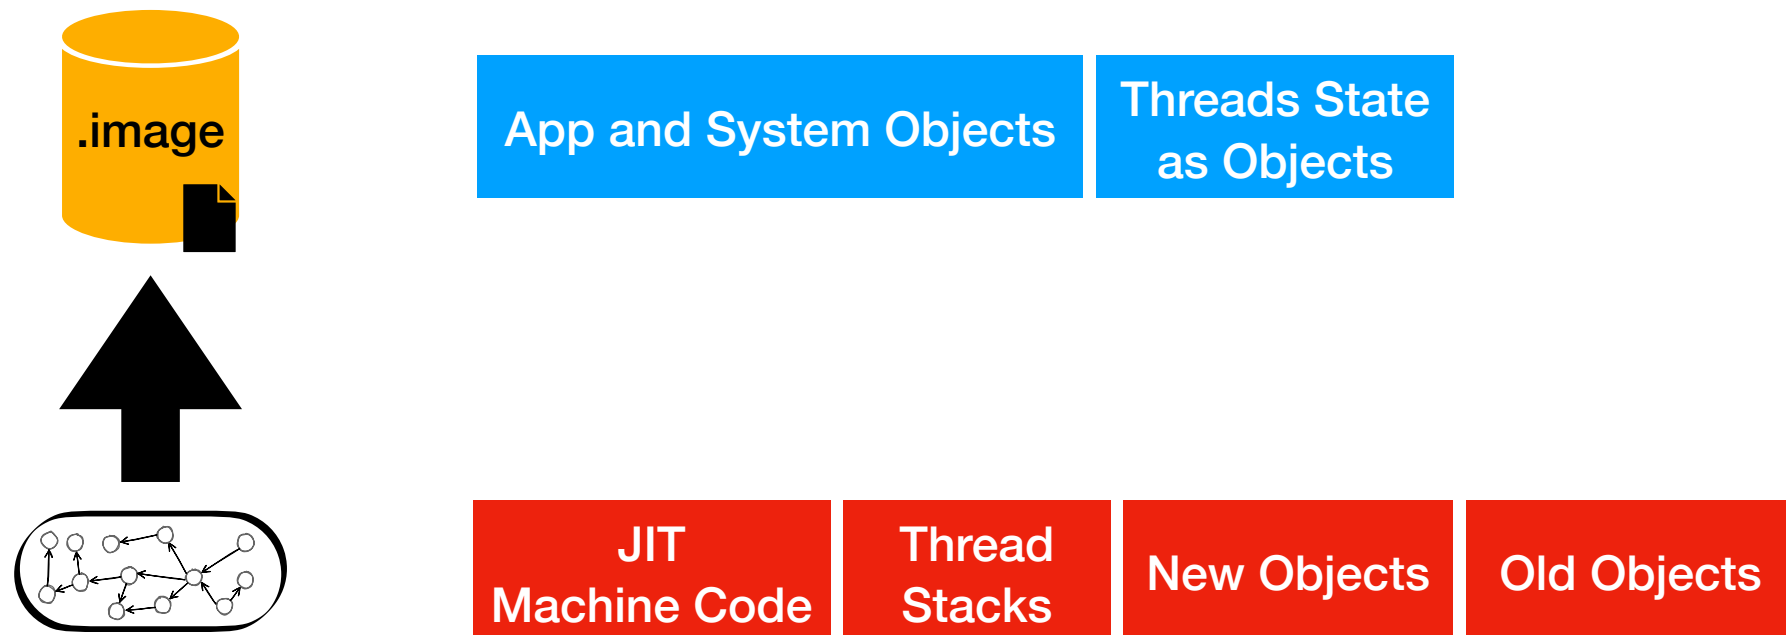 .image
App and System Objects
Threads State
as Objects
JIT
Machine Code
Thread
Stacks
New Objects
Old Objects